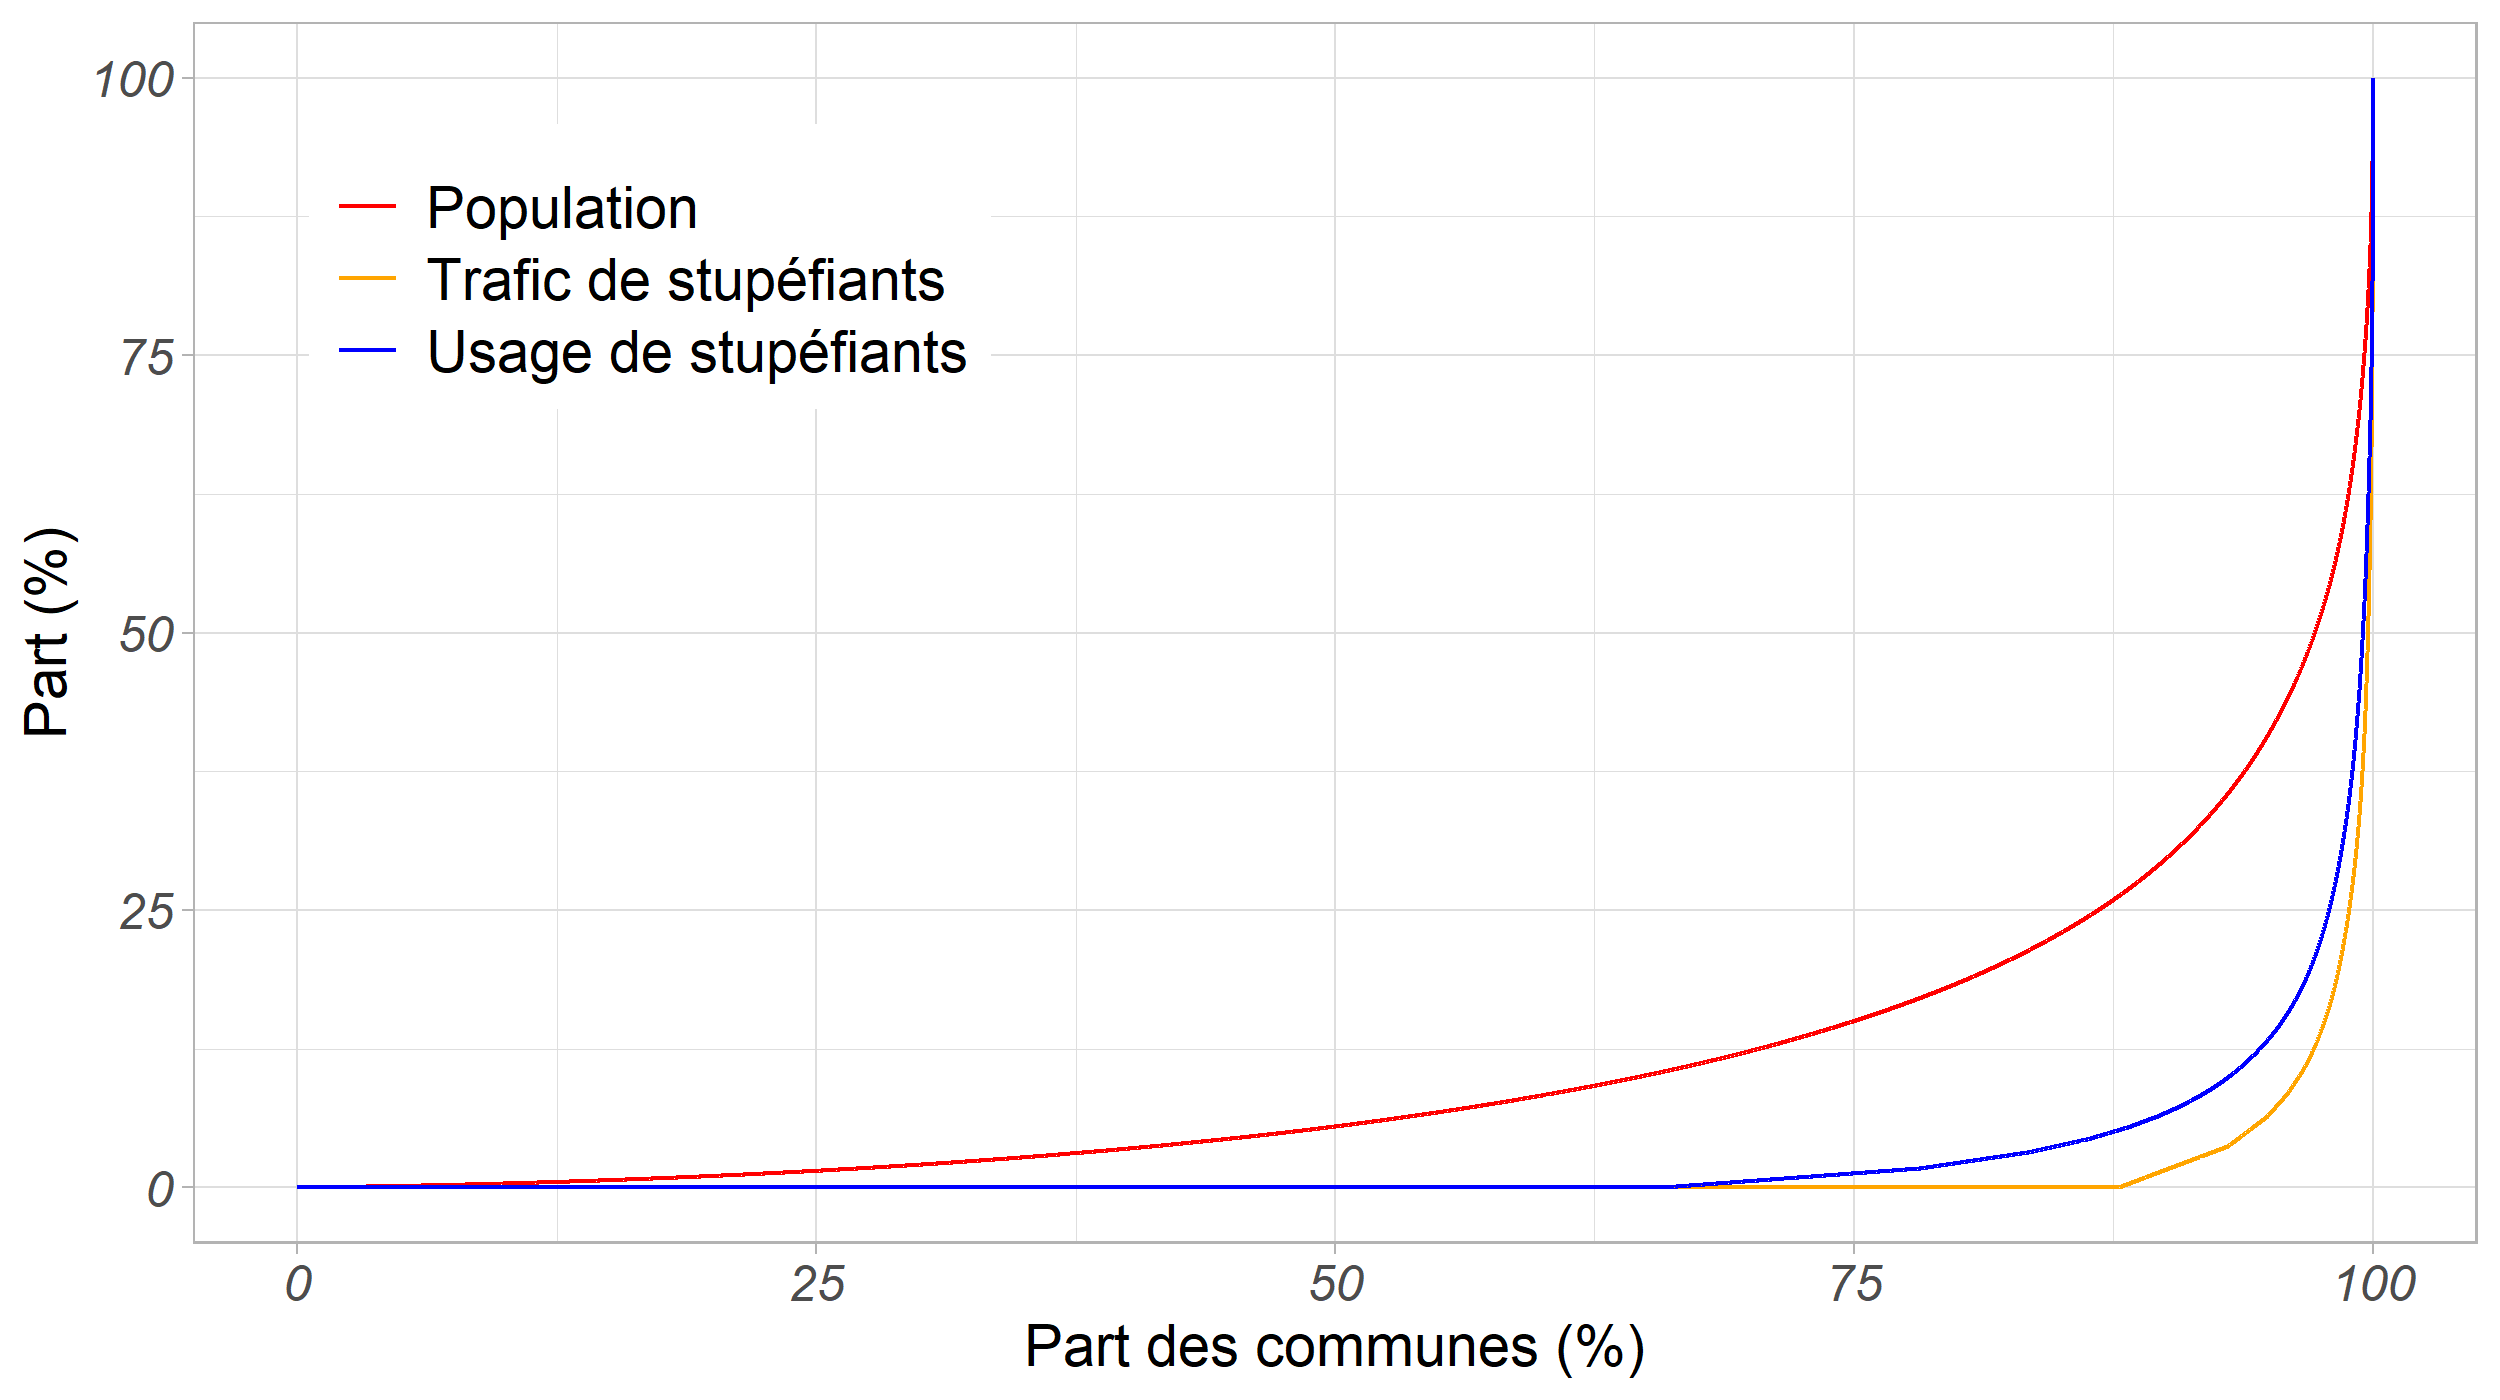 100
75
50
25
0
Part (%)
Population
Trafic de stupéfiants
Usage de stupéfiants
0 25 50 75 100
Part des communes (%)